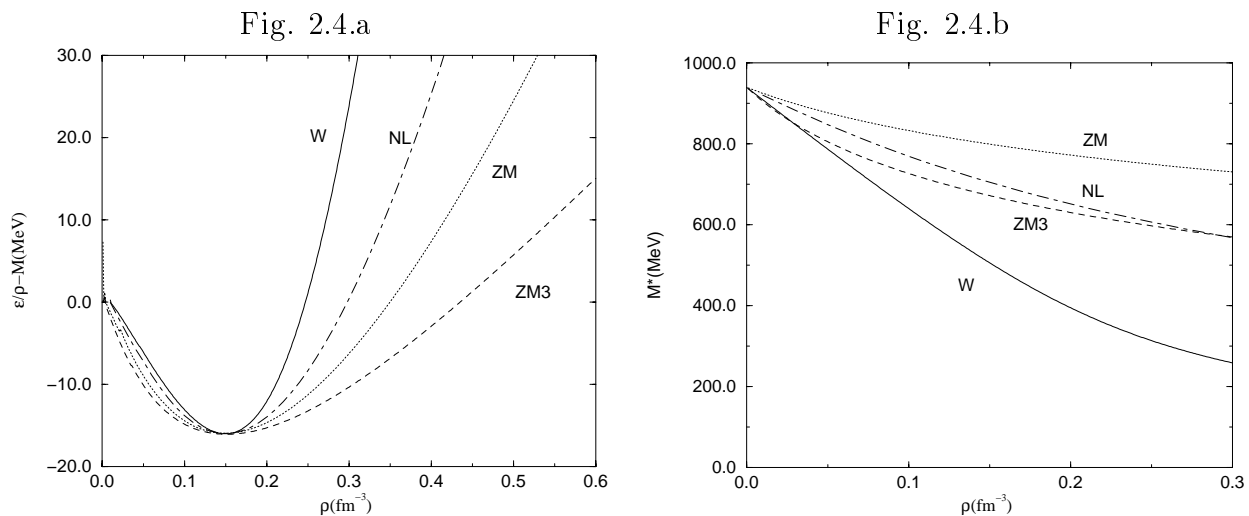 Fig. 2.4.a
30.0
20.0
10.0
0.0
−10.0
−20.0
ε/ρ−M(MeV)
W
NL
ZM
ZM3
0.0 0.1 0.2 0.3 0.4 0.5 0.6
ρ(fm⁻³)
Fig. 2.4.b
1000.0
800.0
600.0
400.0
200.0
0.0
M*(MeV)
ZM
NL
ZM3
W
0.0 0.1 0.2 0.3
ρ(fm⁻³)